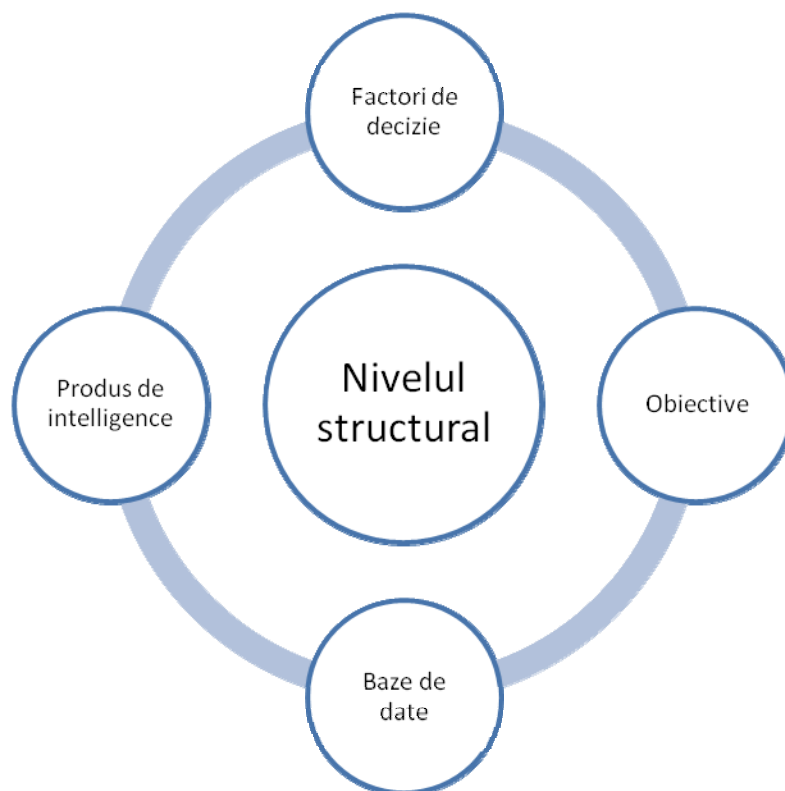 Factori de
decizie
Produs de
intelligence
Nivelul
structural
Obiective
Baze de
date